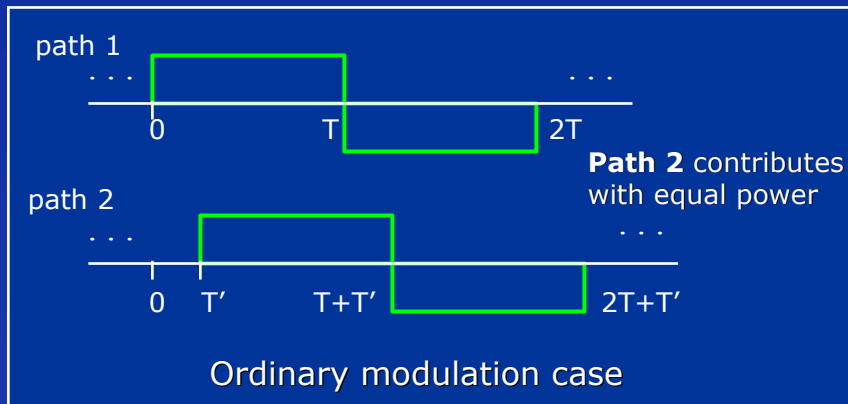 path 1
. . .
. . .
0
T
2T
Path 2 contributes
with equal power
path 2
. . .
. . .
0
T′
T+T′
2T+T′
Ordinary modulation case